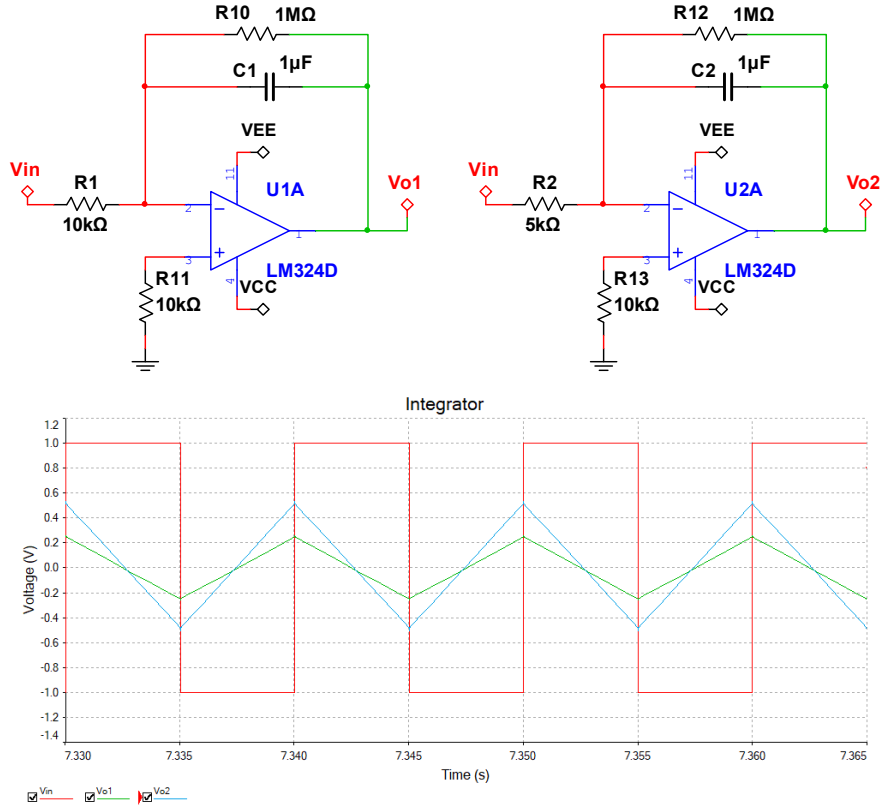 R10 1MΩ
C1 1µF
VEE
Vin
R1
10kΩ
11
U1A
2
3
1
4
Vo1
LM324D
R11
10kΩ
VCC
R12 1MΩ
C2 1µF
VEE
Vin
R2
5kΩ
11
U2A
2
3
1
4
Vo2
LM324D
R13
10kΩ
VCC
Integrator
Voltage (V)
1.2
1.0
0.8
0.6
0.4
0.2
0.0
-0.2
-0.4
-0.6
-0.8
-1.0
-1.2
-1.4
7.330 7.335 7.340 7.345 7.350 7.355 7.360 7.365
Time (s)
Vin Vo1 Vo2